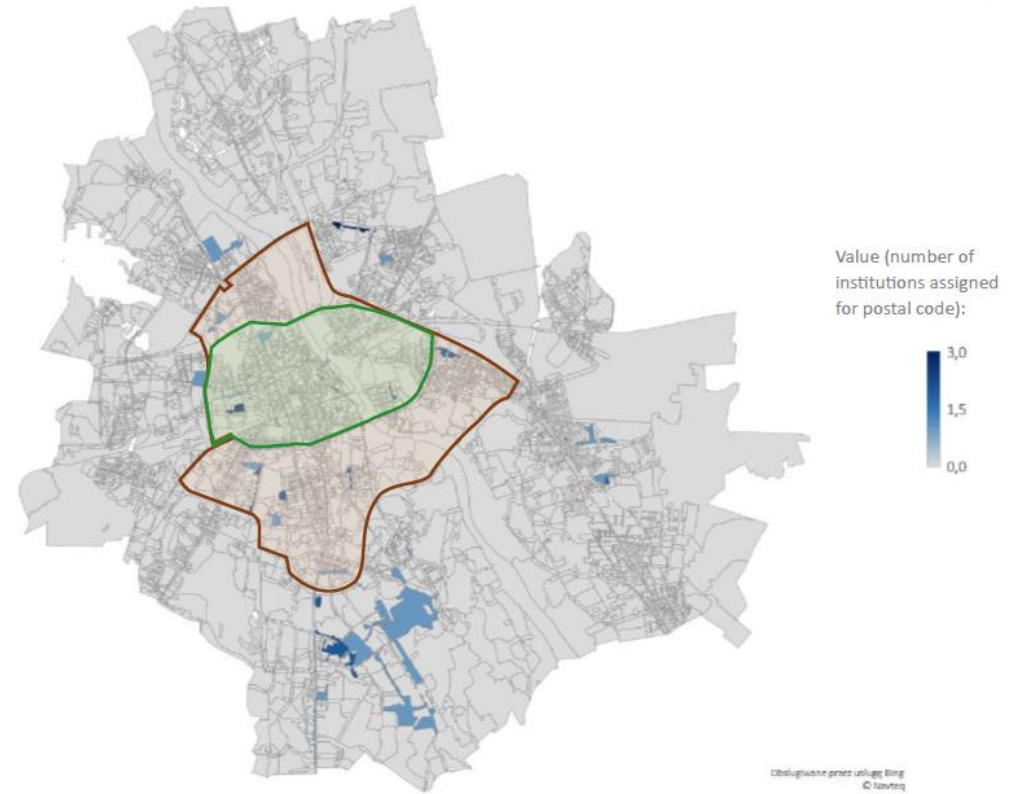 Value (number of
institutions assigned
for postal code):
3,0
1,5
0,0
Obsługiwane przez usługę Bing
© Navteq